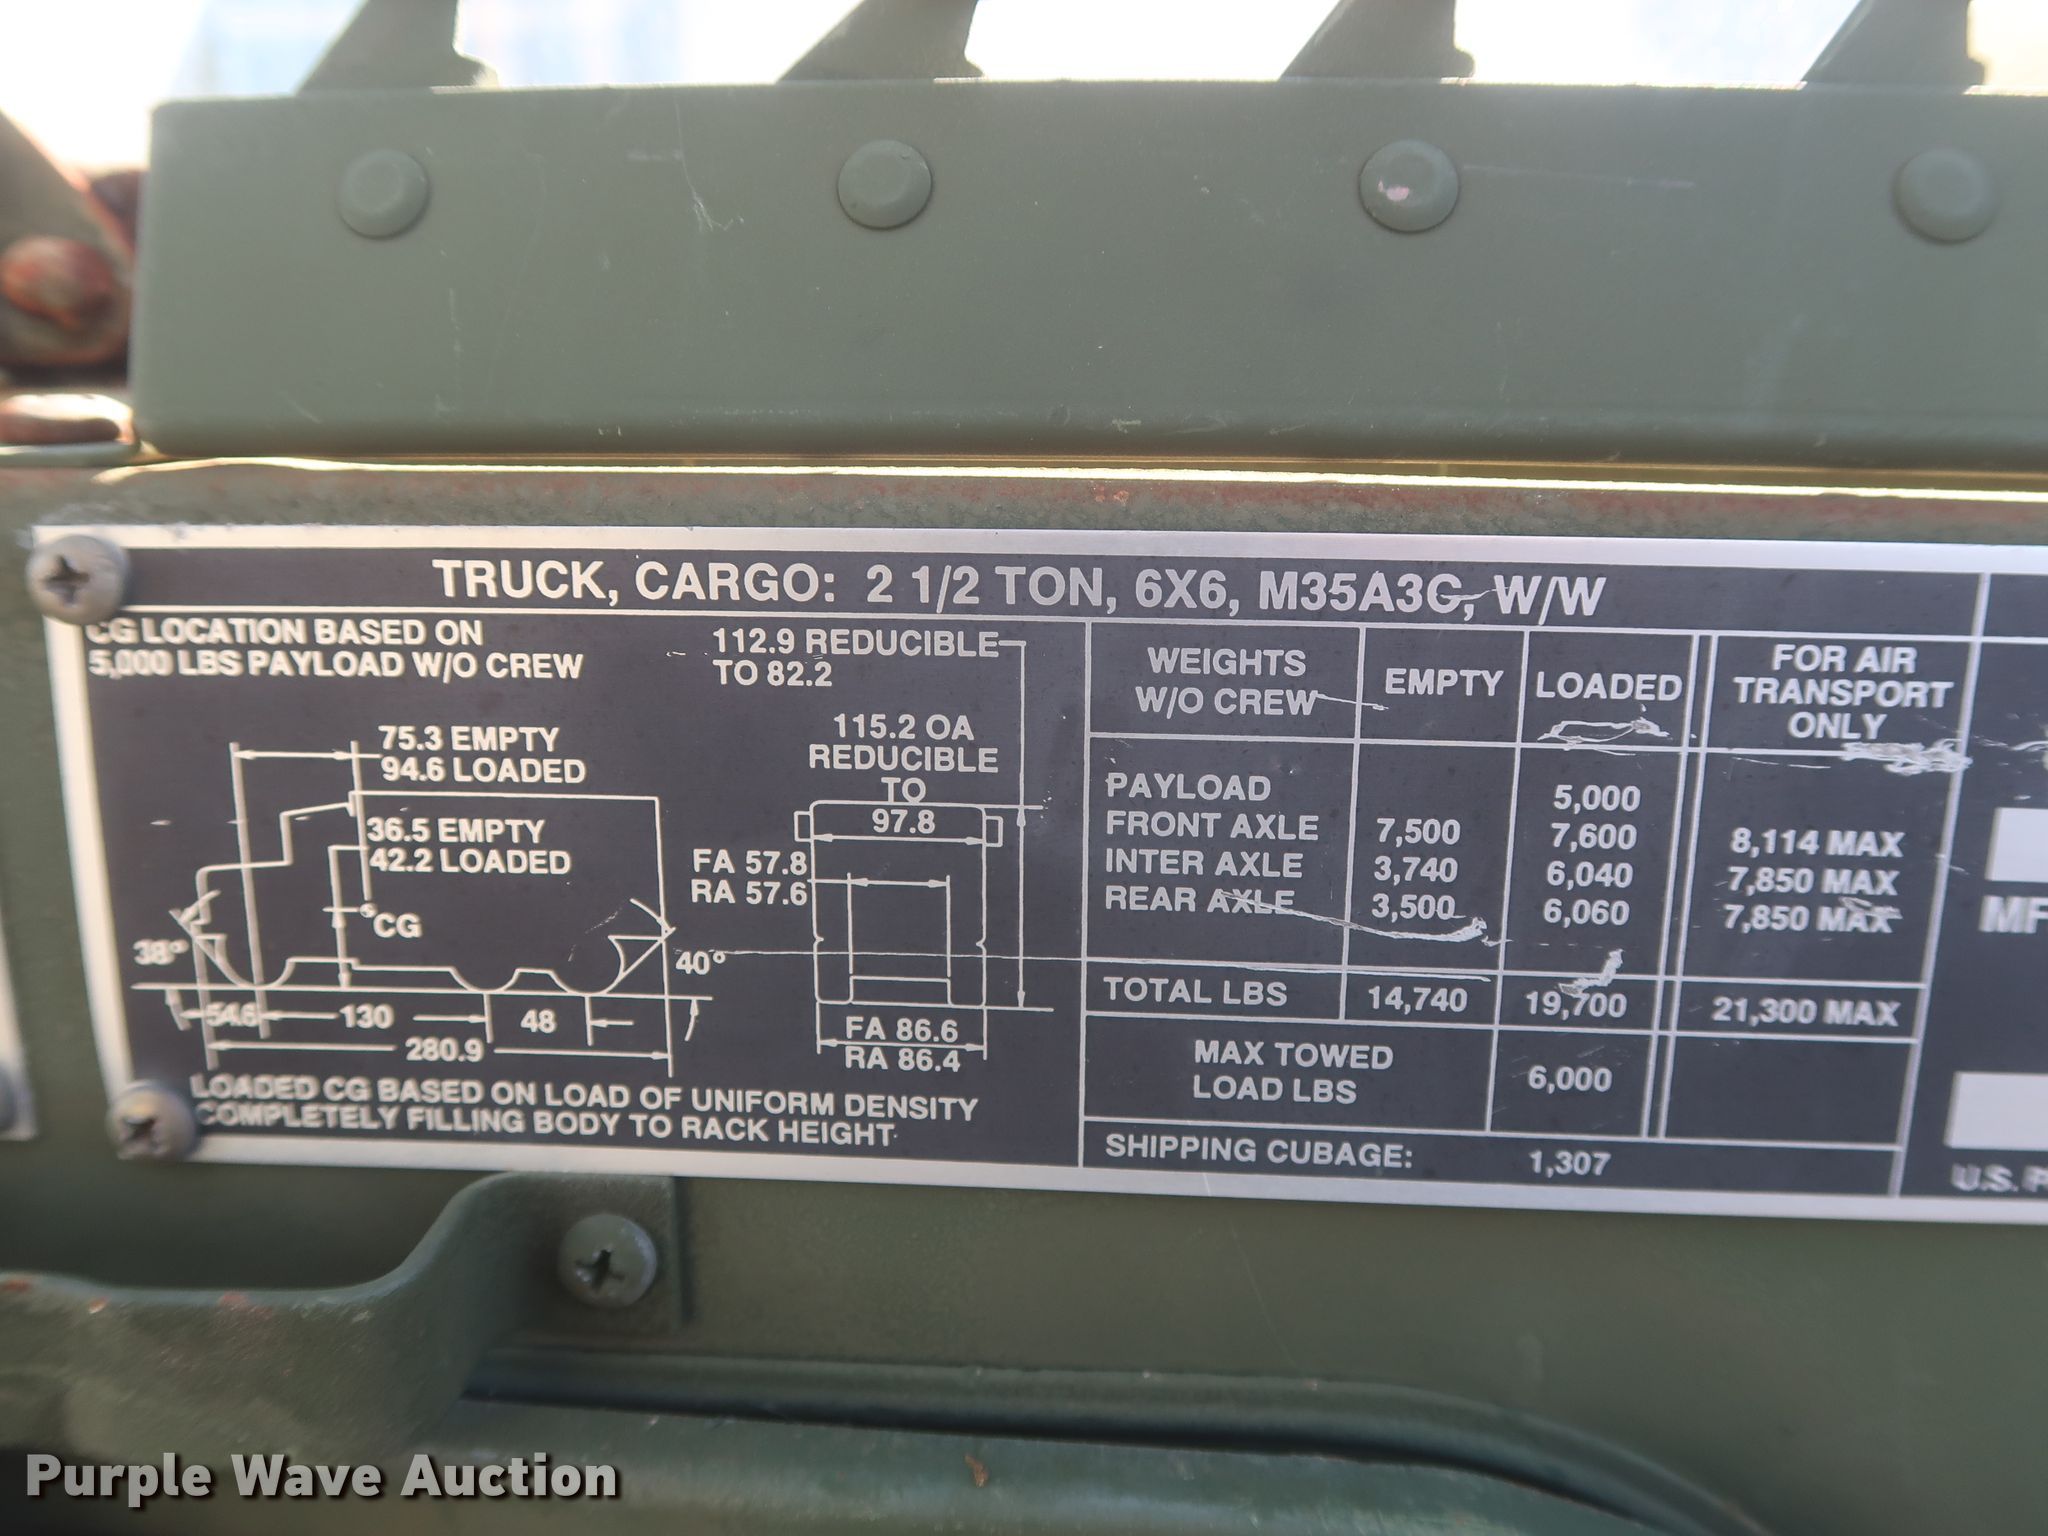 TRUCK, CARGO: 2 1/2 TON, 6X6, M35A3C, W/W
CG LOCATION BASED ON
5,000 LBS PAYLOAD W/O CREW
112.9 REDUCIBLE
TO 82.2
75.3 EMPTY
94.6 LOADED
36.5 EMPTY
42.2 LOADED
CG
38°
40°
54.6
130
48
280.9
115.2 OA
REDUCIBLE
TO
97.8
FA 57.8
RA 57.6
FA 86.6
RA 86.4
LOADED CG BASED ON LOAD OF UNIFORM DENSITY
COMPLETELY FILLING BODY TO RACK HEIGHT
WEIGHTS
W/O CREW
EMPTY
LOADED
FOR AIR
TRANSPORT
ONLY
PAYLOAD 5,000
FRONT AXLE 7,500 7,600 8,114 MAX
INTER AXLE 3,740 6,040 7,850 MAX
REAR AXLE 3,500 6,060 7,850 MAX
TOTAL LBS 14,740 19,700 21,300 MAX
MAX TOWED
LOAD LBS
6,000
SHIPPING CUBAGE: 1,307
MF
U.S. P
Purple Wave Auction